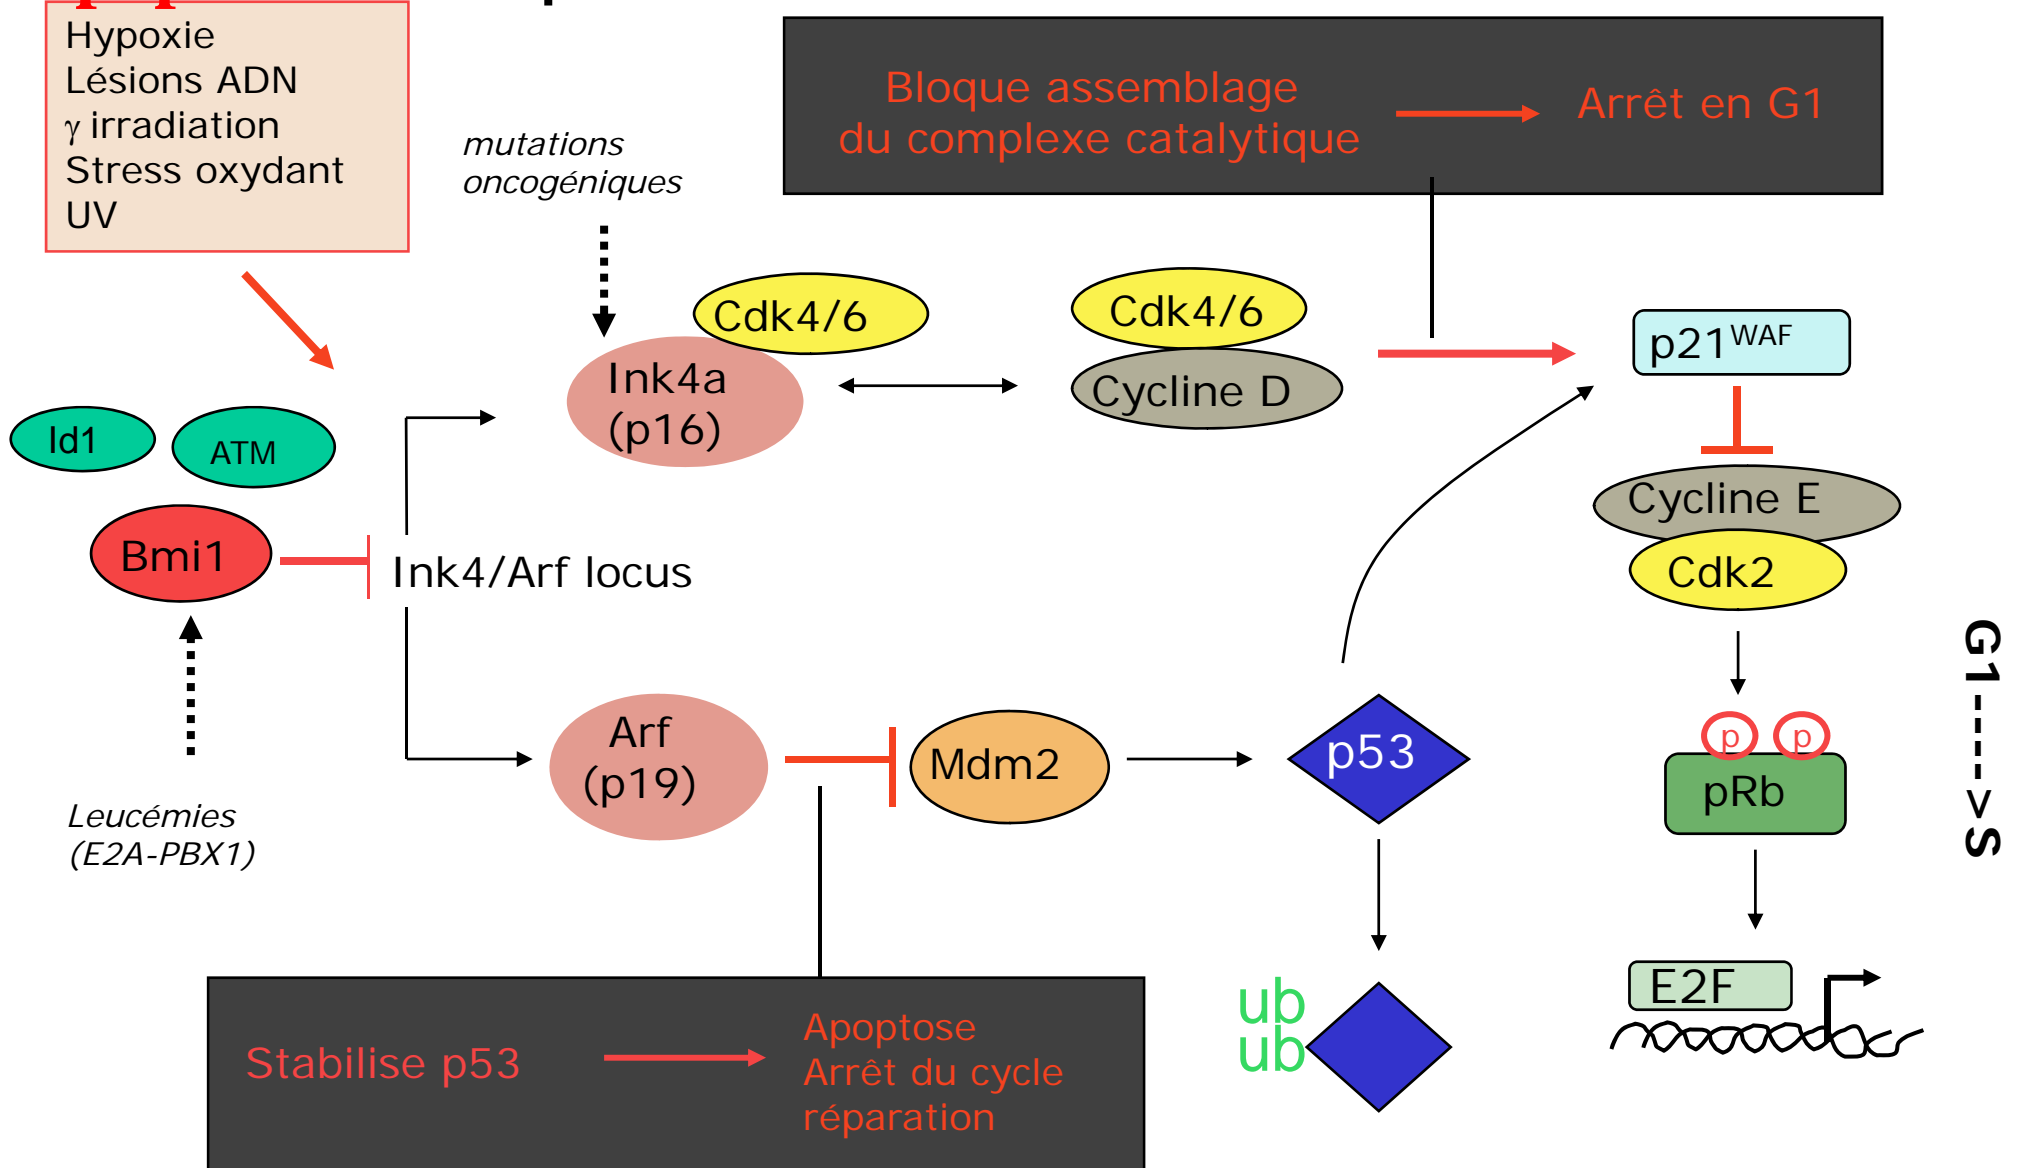 Hypoxie
Lésions ADN
γ irradiation
Stress oxydant
UV
mutations
oncogéniques
Bloque assemblage
du complexe catalytique
Arrêt en G1
Cdk4/6
Ink4a
(p16)
Cdk4/6
Cycline D
p21WAF
Id1
ATM
Bmi1
Ink4/Arf locus
Cycline E
Cdk2
G1----->S
Arf
(p19)
Mdm2
p53
p p
pRb
Leucémies
(E2A-PBX1)
E2F
ub
ub
Stabilise p53
Apoptose
Arrêt du cycle
réparation